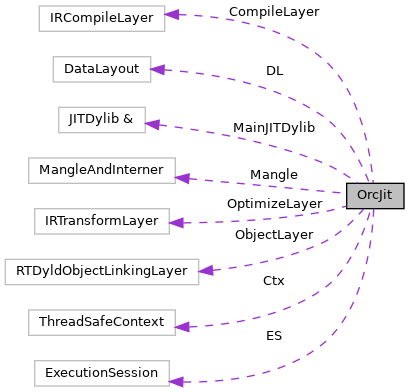 IRCompileLayer
CompileLayer
DataLayout
DL
JITDylib &
MainJITDylib
MangleAndInterner
Mangle
OrcJit
IRTransformLayer
OptimizeLayer
ObjectLayer
RTDyldObjectLinkingLayer
Ctx
ThreadSafeContext
ES
ExecutionSession